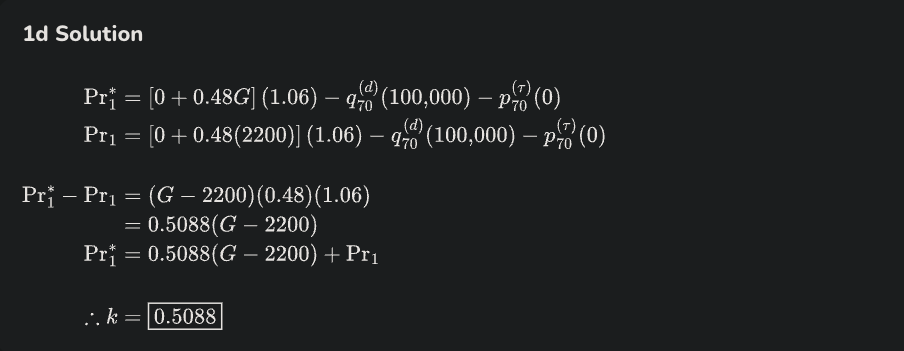 1d Solution
Pr₁* = [0 + 0.48G] (1.06) − q₇₀⁽ᵈ⁾(100,000) − p₇₀⁽τ⁾(0)
Pr₁ = [0 + 0.48(2200)] (1.06) − q₇₀⁽ᵈ⁾(100,000) − p₇₀⁽τ⁾(0)
Pr₁* − Pr₁ = (G − 2200)(0.48)(1.06)
= 0.5088(G − 2200)
Pr₁* = 0.5088(G − 2200) + Pr₁
∴ k = 0.5088